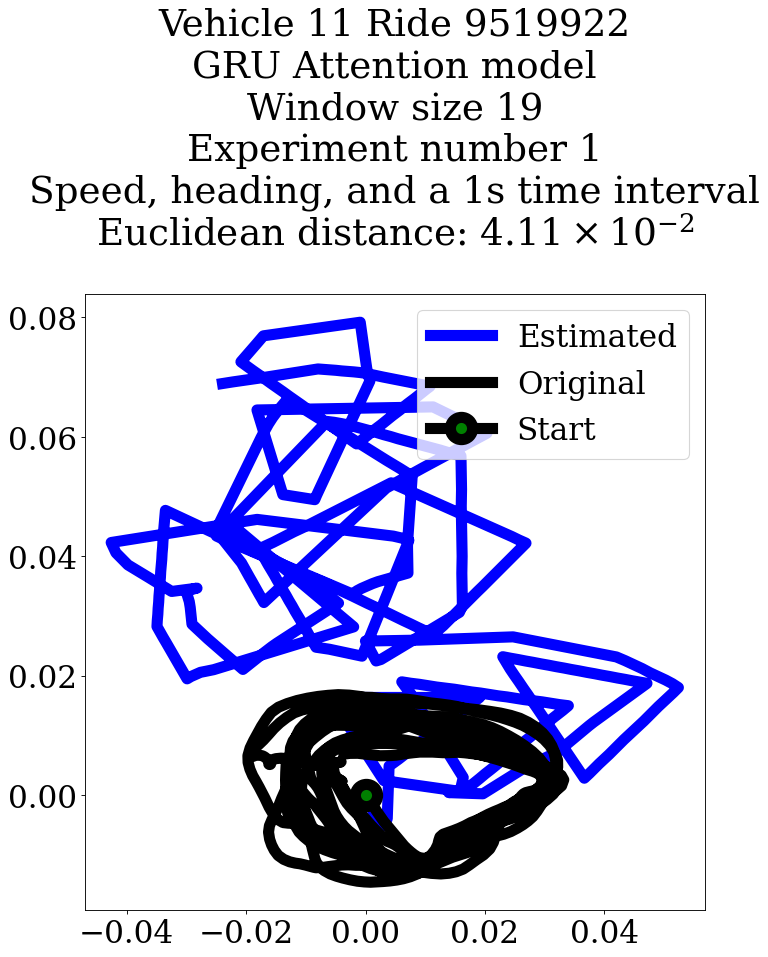 Vehicle 11 Ride 9519922
GRU Attention model
Window size 19
Experiment number 1
Speed, heading, and a 1s time interval
Euclidean distance: 4.11 × 10⁻²
0.08
0.06
0.04
0.02
0.00
Estimated
Original
Start
−0.04 −0.02 0.00 0.02 0.04